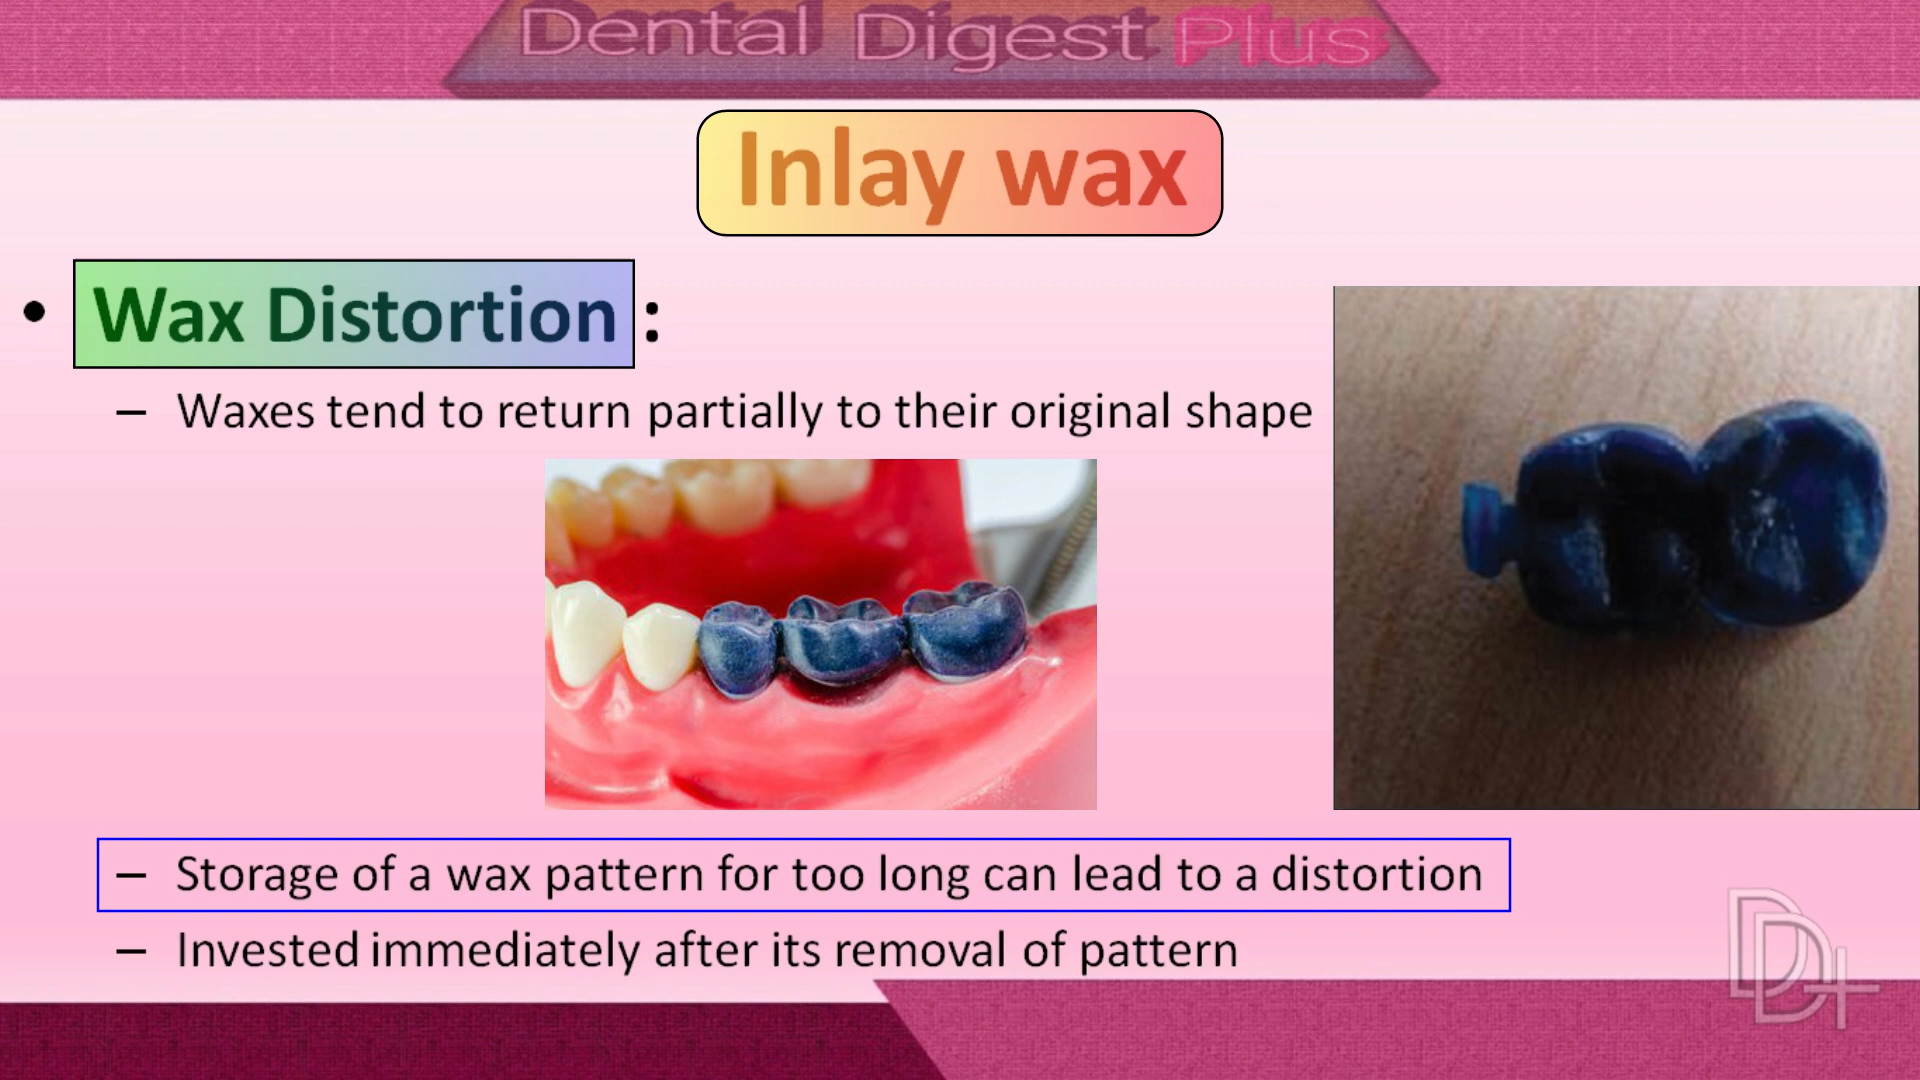 Dental Digest Plus
Inlay wax
• Wax Distortion :
– Waxes tend to return partially to their original shape
– Storage of a wax pattern for too long can lead to a distortion
– Invested immediately after its removal of pattern
DD+